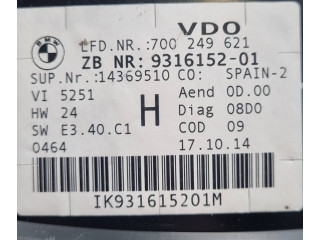 VDO
BMW
LFD.NR.:700 249 621
ZB NR: 9316152-01
SUP.Nr.:14369510 CO: SPAIN-2
VI 5251 H Aend 0D.00
HW 24 Diag 08D0
SW E3.40.C1 COD 09
0464 17.10.14
IK931615201M